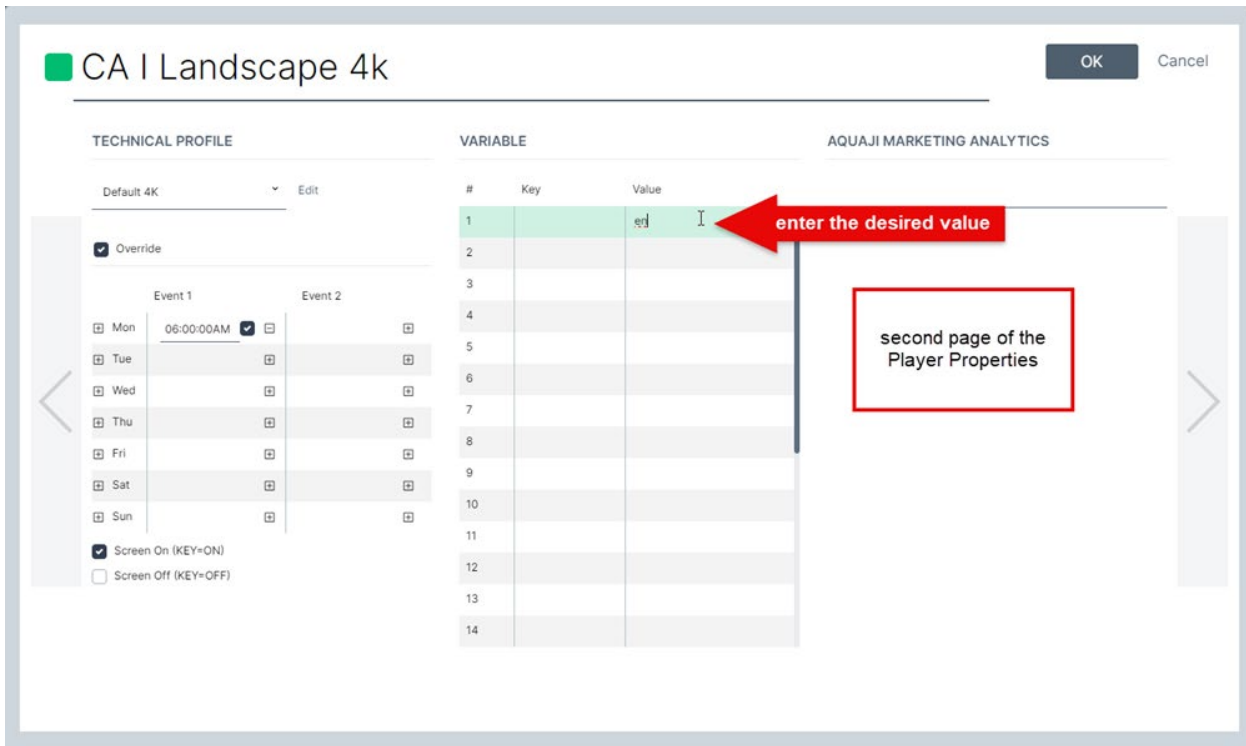 CA I Landscape 4k
OK
Cancel
TECHNICAL PROFILE
Default 4K
Edit
Override
Event 1 Event 2
Mon 06:00:00AM
Tue
Wed
Thu
Fri
Sat
Sun
Screen On (KEY=ON)
Screen Off (KEY=OFF)
VARIABLE
# Key Value
1 en
2
3
4
5
6
7
8
9
10
11
12
13
14
enter the desired value
AQUAJI MARKETING ANALYTICS
second page of the
Player Properties